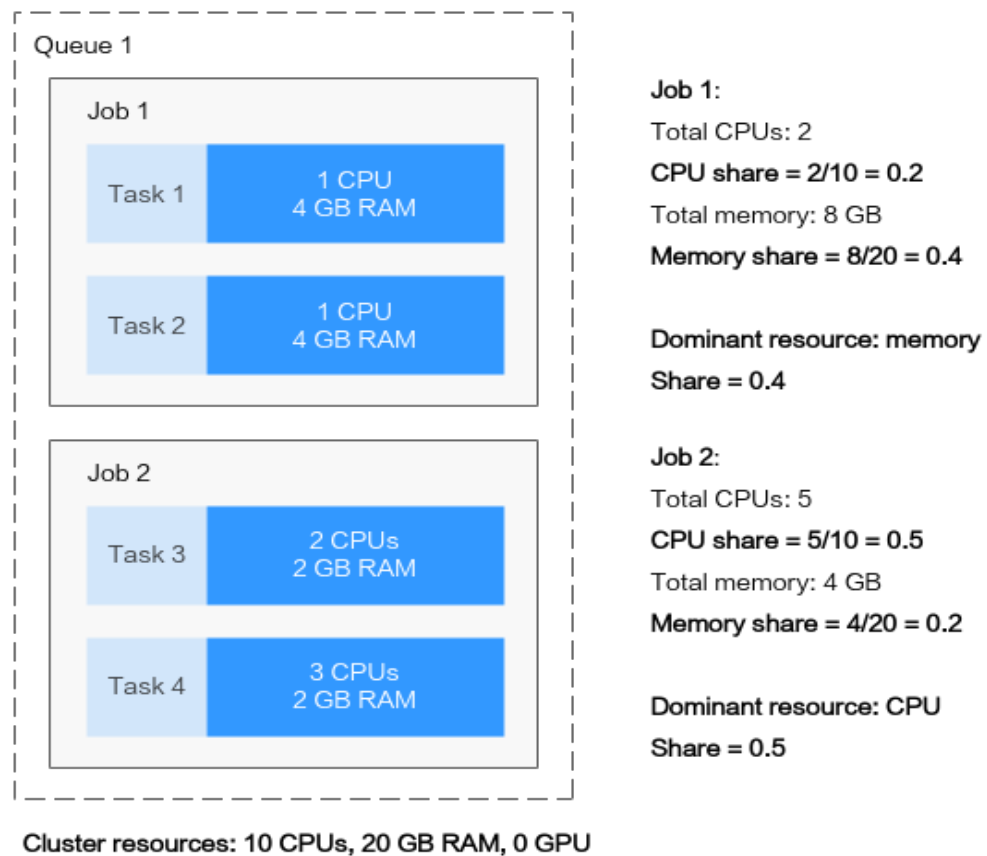 Queue 1
Job 1
Task 1
1 CPU
4 GB RAM
Task 2
1 CPU
4 GB RAM
Job 2
Task 3
2 CPUs
2 GB RAM
Task 4
3 CPUs
2 GB RAM
Job 1:
Total CPUs: 2
CPU share = 2/10 = 0.2
Total memory: 8 GB
Memory share = 8/20 = 0.4
Dominant resource: memory
Share = 0.4
Job 2:
Total CPUs: 5
CPU share = 5/10 = 0.5
Total memory: 4 GB
Memory share = 4/20 = 0.2
Dominant resource: CPU
Share = 0.5
Cluster resources: 10 CPUs, 20 GB RAM, 0 GPU